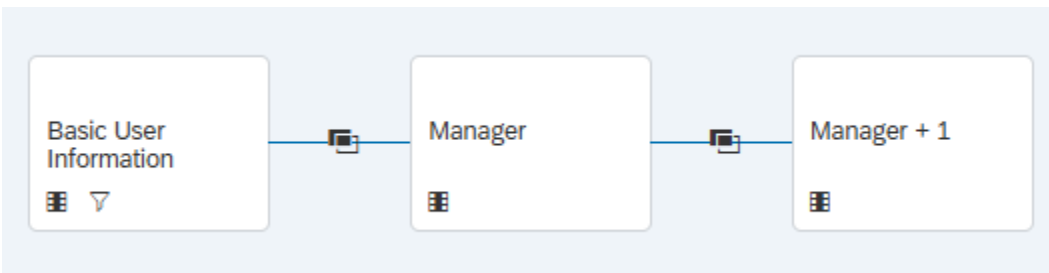 Basic User
Information
Manager
Manager + 1